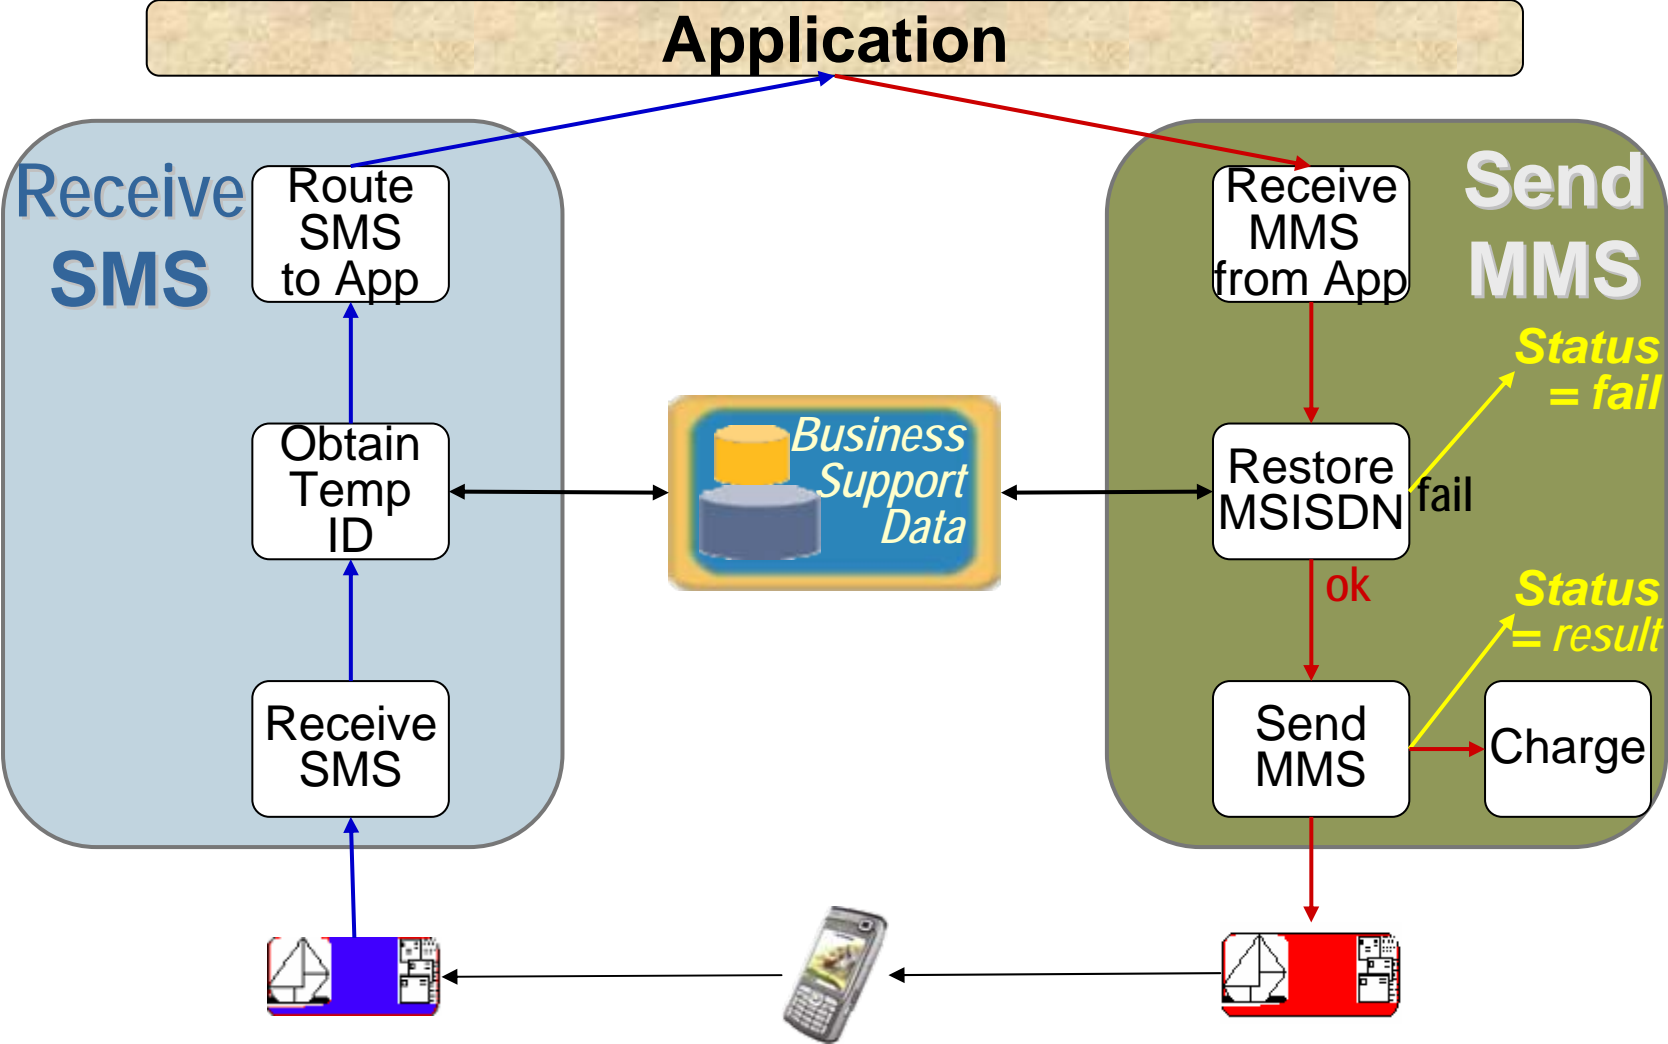 Application
Receive
SMS
Route
SMS
to App
Obtain
Temp
ID
Receive
SMS
Business
Support
Data
Send
MMS
Receive
MMS
from App
Status
= fail
Restore
MSISDN
fail
ok
Status
= result
Send
MMS
Charge